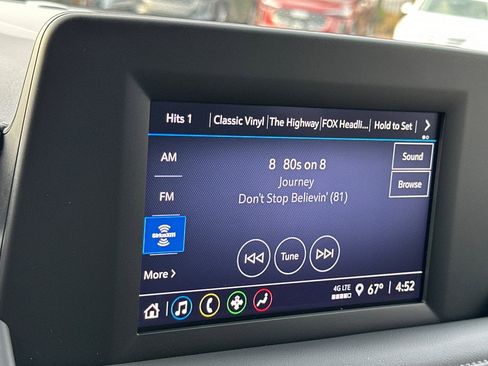 Hits 1 Classic Vinyl The Highway FOX Headli... Hold to Set
AM
8 80s on 8
Sound
Journey
FM
Don't Stop Believin' (81)
Browse
SiriusXM
Tune
More
4G LTE
67° 4:52